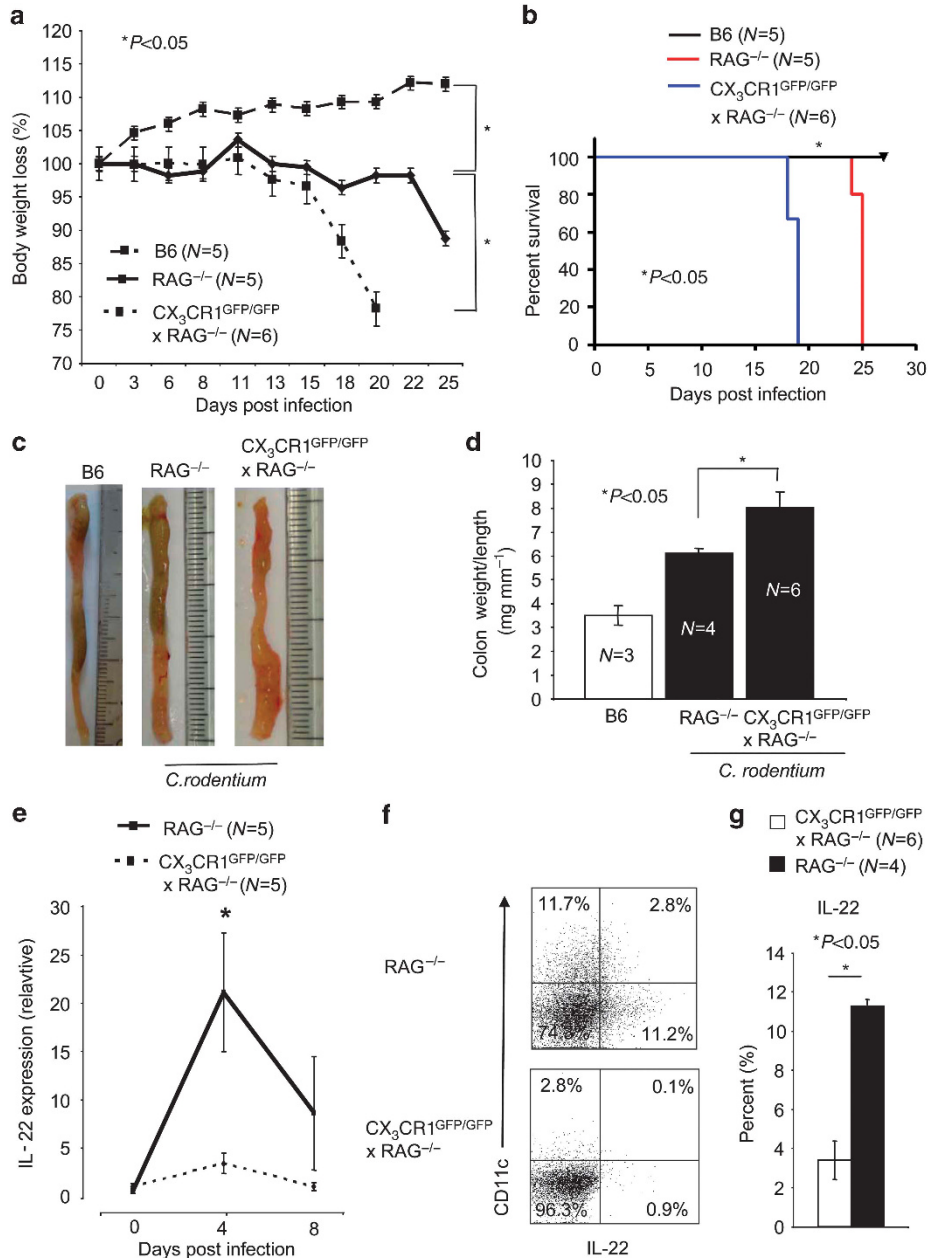 a
*P<0.05
Body weight loss (%)
120
115
110
105
100
95
90
85
80
75
70
*
*
B6 (N=5)
RAG–/– (N=5)
CX3CR1GFP/GFP
x RAG–/– (N=6)
0 3 6 8 11 13 15 18 20 22 25
Days post infection
b
B6 (N=5)
RAG–/– (N=5)
CX3CR1GFP/GFP
x RAG–/– (N=6)
Percent survival
100
80
60
40
20
0
*
*P<0.05
0 5 10 15 20 25 30
Days post infection
c
B6
RAG–/–
CX3CR1GFP/GFP
x RAG–/–
C.rodentium
d
*P<0.05
*
Colon weight/length
(mg mm–1)
10
9
8
7
6
5
4
3
2
1
0
N=3
N=4
N=6
B6
RAG–/–
CX3CR1GFP/GFP
x RAG–/–
C. rodentium
e
RAG–/– (N=5)
CX3CR1GFP/GFP
x RAG–/– (N=5)
IL- 22 expression (relavtive)
30
25
20
15
10
5
0
*
0 4 8
Days post infection
f
RAG–/–
11.7% 2.8%
11.2%
CX3CR1GFP/GFP
x RAG–/–
2.8% 0.1%
96.3% 0.9%
CD11c
IL-22
g
CX3CR1GFP/GFP
x RAG–/– (N=6)
RAG–/– (N=4)
IL-22
*P<0.05
*
Percent (%)
14
12
10
8
6
4
2
0